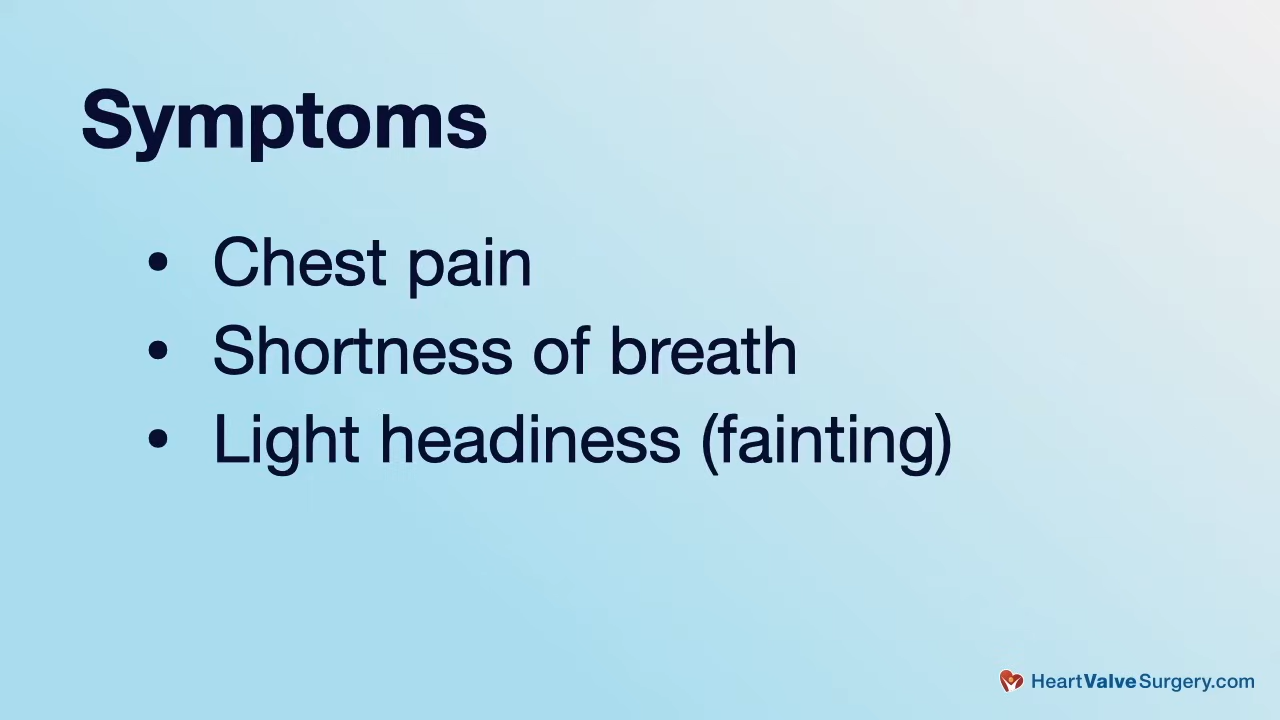 Symptoms
• Chest pain
• Shortness of breath
• Light headiness (fainting)
HeartValveSurgery.com